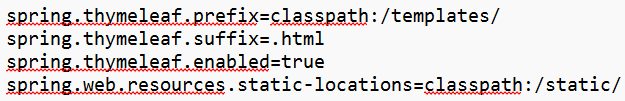 spring.thymeleaf.prefix=classpath:/templates/
spring.thymeleaf.suffix=.html
spring.thymeleaf.enabled=true
spring.web.resources.static-locations=classpath:/static/